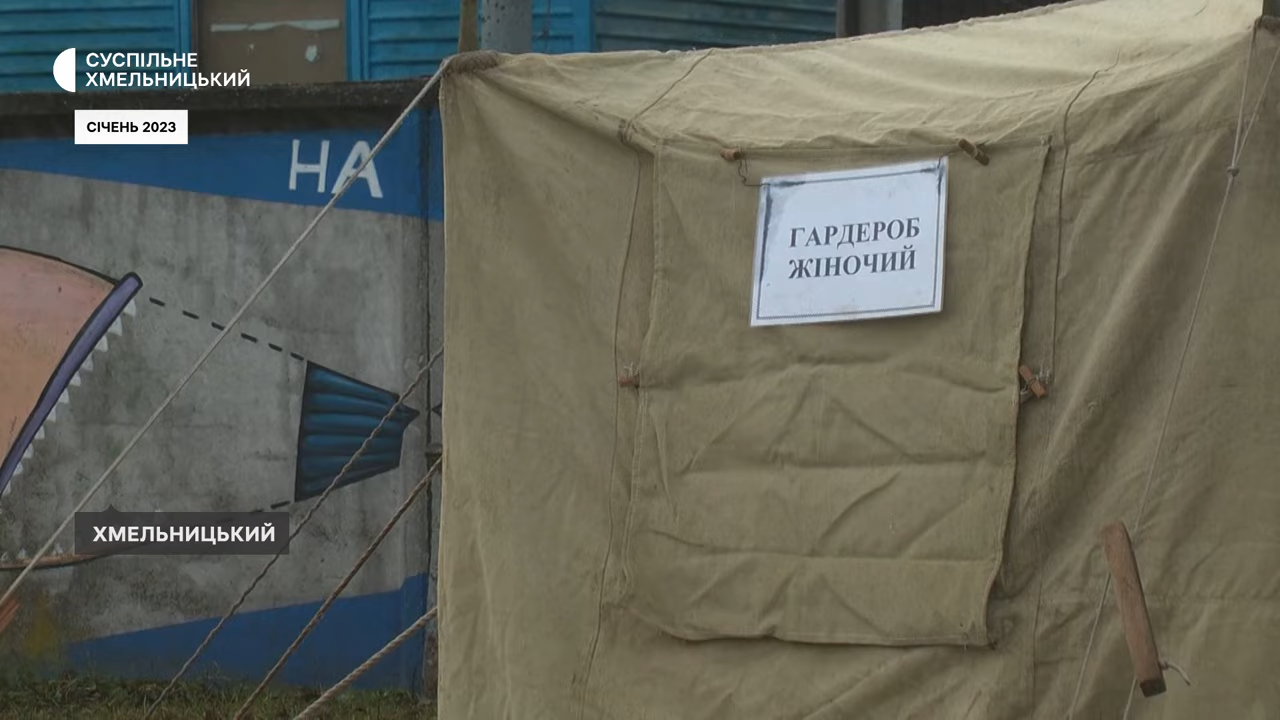 СУСПІЛЬНЕ
ХМЕЛЬНИЦЬКИЙ
СІЧЕНЬ 2023
НА
ГАРДЕРОБ
ЖІНОЧИЙ
ХМЕЛЬНИЦЬКИЙ